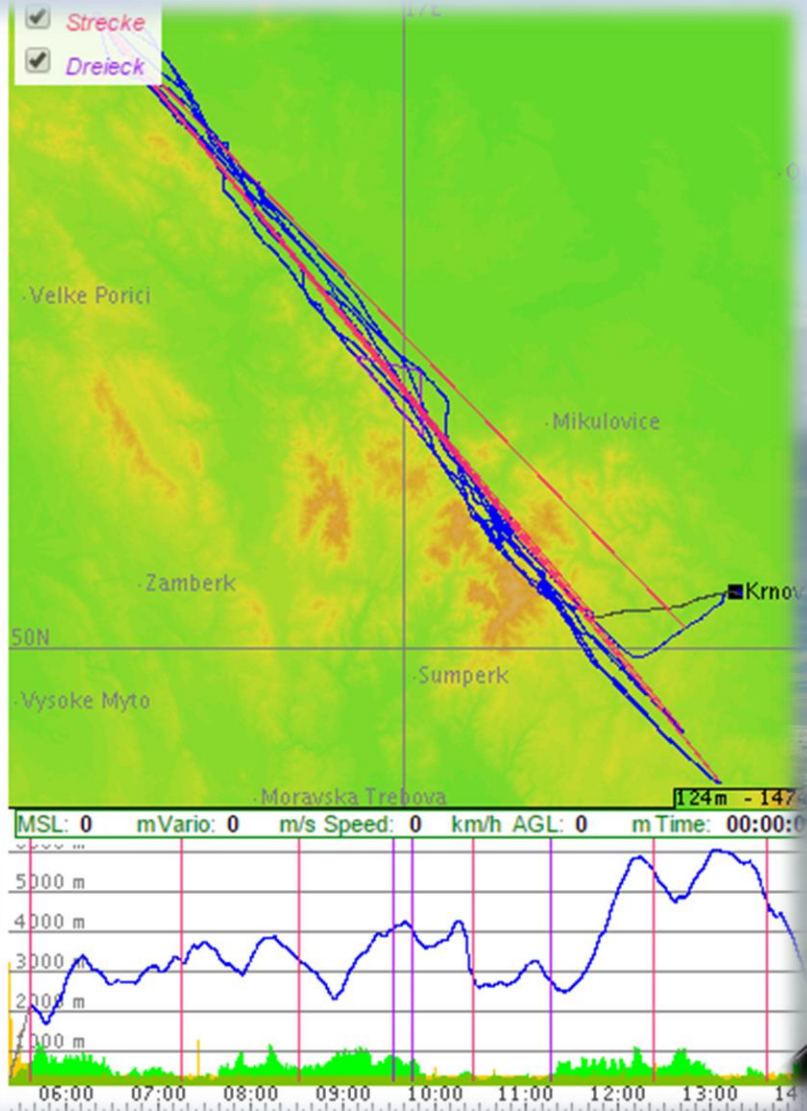 17E
Strecke
Dreieck
Velke Porici
Mikulovice
Zamberk
Krnov
50N
Sumperk
Vysoke Myto
Moravska Trebova
124m - 147
MSL: 0 m Vario: 0 m/s Speed: 0 km/h AGL: 0 m Time: 00:00:0
5000 m
4000 m
3000 m
2000 m
1000 m
06:00 07:00 08:00 09:00 10:00 11:00 12:00 13:00 14